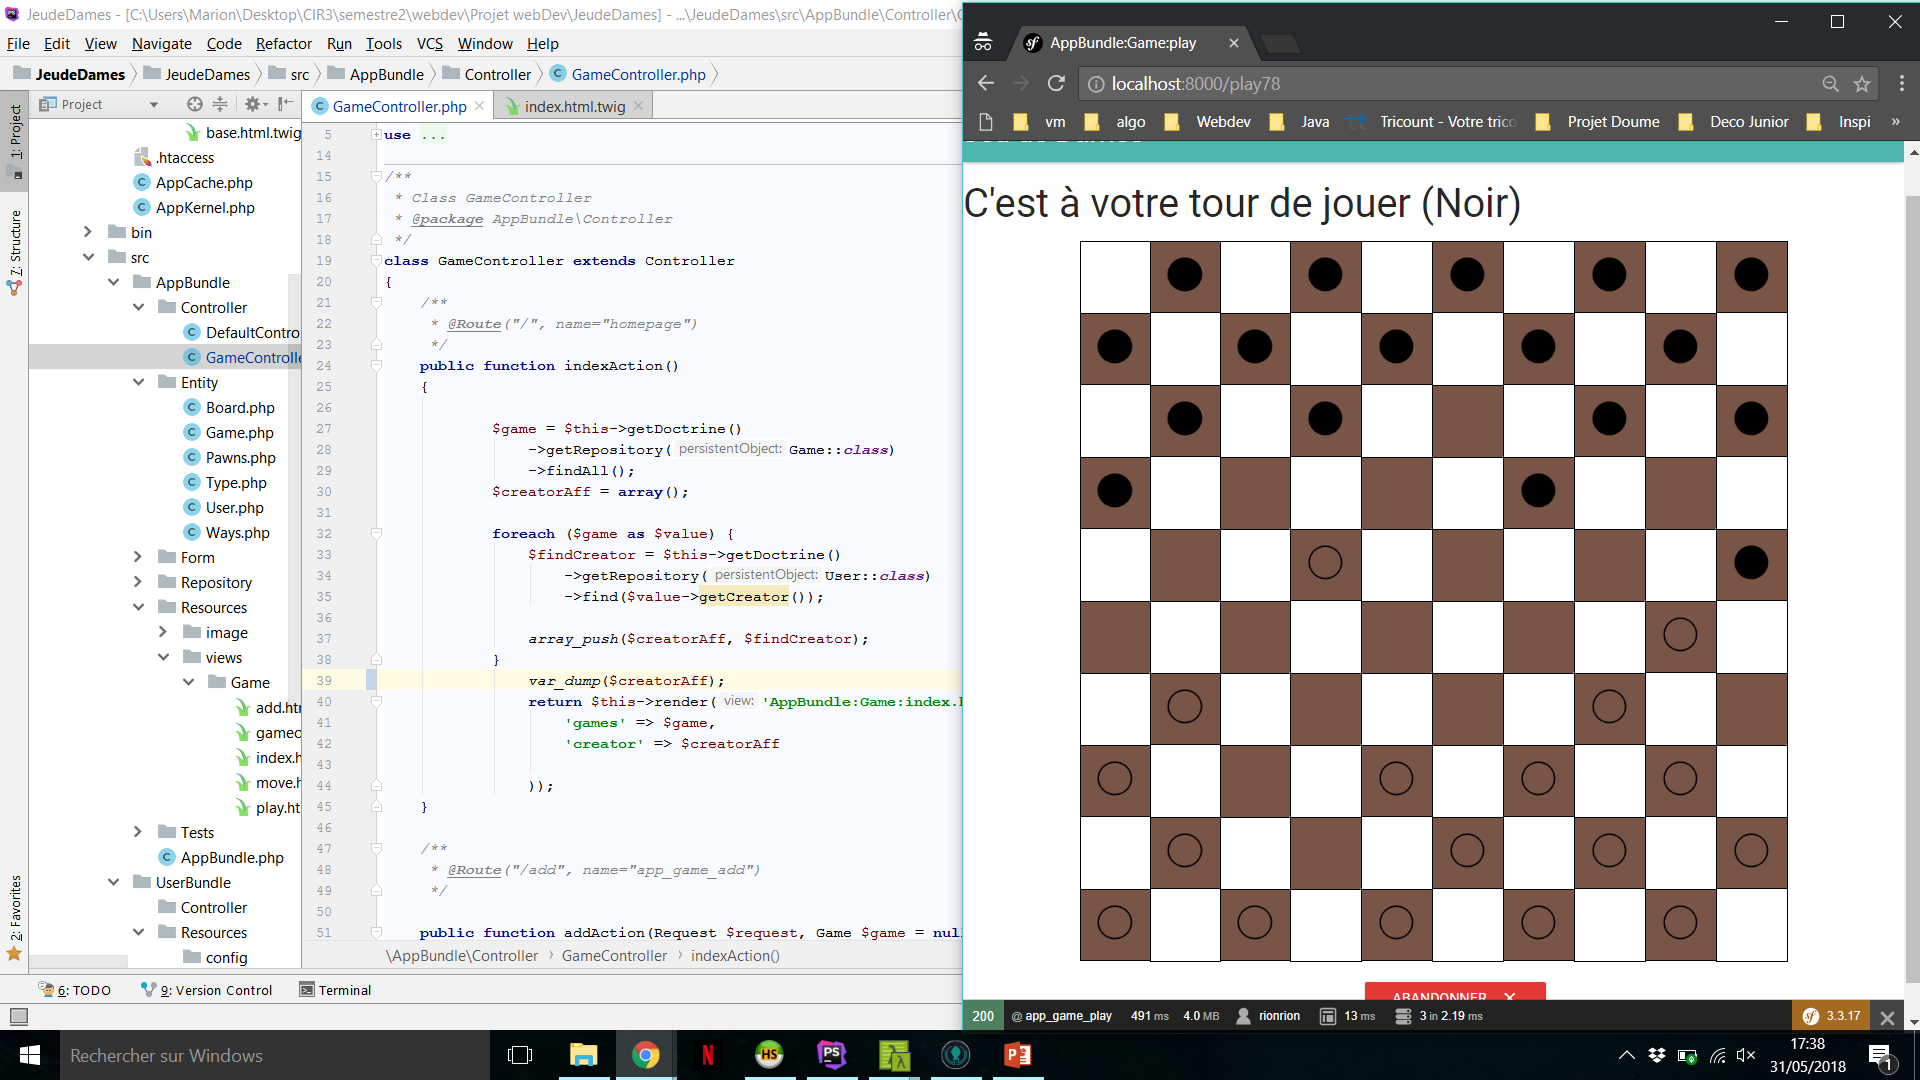 JeudeDames - [C:\Users\Marion\Desktop\CIR3\semestre2\webdev\Projet webDev\JeudeDames] - ...\JeudeDames\src\AppBundle\Controller\
File Edit View Navigate Code Refactor Run Tools VCS Window Help
JeudeDames JeudeDames src AppBundle Controller GameController.php
Project
GameController.php
index.html.twig
1: Project
7: Structure
2: Favorites
base.html.twig
.htaccess
AppCache.php
AppKernel.php
bin
src
AppBundle
Controller
DefaultContro
GameControlle
Entity
Board.php
Game.php
Pawns.php
Type.php
User.php
Ways.php
Form
Repository
Resources
image
views
Game
add.htm
gameo
index.h
move.h
play.ht
Tests
AppBundle.php
UserBundle
Controller
Resources
config
5 use ...
14
15 /**
16 * Class GameController
17 * @package AppBundle\Controller
18 */
19 class GameController extends Controller
20 {
21 /**
22 * @Route("/", name="homepage")
23 */
24 public function indexAction()
25 {
26
27 $game = $this->getDoctrine()
28 ->getRepository( persistentObject: Game::class)
29 ->findAll();
30 $creatorAff = array();
31
32 foreach ($game as $value) {
33 $findCreator = $this->getDoctrine()
34 ->getRepository( persistentObject: User::class)
35 ->find($value->getCreator());
36
37 array_push($creatorAff, $findCreator);
38 }
39 var_dump($creatorAff);
40 return $this->render( view: 'AppBundle:Game:index.
41 'games' => $game,
42 'creator' => $creatorAff
43
44 ));
45 }
46
47 /**
48 * @Route("/add", name="app_game_add")
49 */
50
51 public function addAction(Request $request, Game $game = nul
\AppBundle\Controller › GameController › indexAction()
6: TODO 9: Version Control Terminal
AppBundle:Game:play
localhost:8000/play78
vm algo Webdev Java Tricount - Votre trico Projet Doume Deco Junior Inspi »
C'est à votre tour de jouer (Noir)
ABANDONNER
200 @ app_game_play 491 ms 4.0 MB rionrion 13 ms 3 in 2.19 ms sf 3.3.17
Rechercher sur Windows
N
HS
PS
17:38
31/05/2018
1